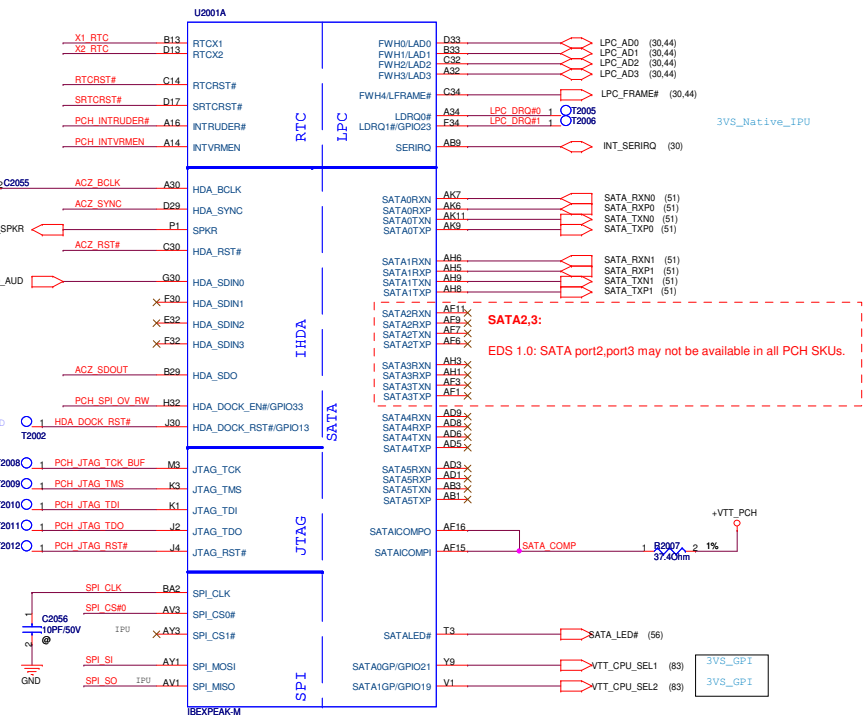 U2001A
X1_RTC B13 RTCX1 FWH0/LAD0 D33 LPC_AD0 (30,44)
X2_RTC D13 RTCX2 FWH1/LAD1 B33 LPC_AD1 (30,44)
FWH2/LAD2 C32 LPC_AD2 (30,44)
FWH3/LAD3 A32 LPC_AD3 (30,44)
RTCRST# C14 RTCRST#
SRTCRST# D17 SRTCRST# FWH4/LFRAME# C34 LPC_FRAME# (30,44)
PCH_INTRUDER# A16 INTRUDER# RTC LPC LDRQ0# A34 LPC_DRQ#0 1 T2005
LDRQ1#/GPIO23 F34 LPC_DRQ#1 1 T2006 3VS_Native_IPU
PCH_INTVRMEN A14 INTVRMEN SERIRQ AB9 INT_SERIRQ (30)
C2055 ACZ_BCLK A30 HDA_BCLK
ACZ_SYNC D29 HDA_SYNC SATA0RXN AK7 SATA_RXN0 (51)
SATA0RXP AK6 SATA_RXP0 (51)
SATA0TXN AK11 SATA_TXN0 (51)
SPKR P1 SPKR SATA0TXP AK9 SATA_TXP0 (51)
ACZ_RST# C30 HDA_RST#
SATA1RXN AH6 SATA_RXN1 (51)
SATA1RXP AH5 SATA_RXP1 (51)
_AUD G30 HDA_SDIN0 SATA1TXN AH9 SATA_TXN1 (51)
SATA1TXP AH8 SATA_TXP1 (51)
F30 HDA_SDIN1
SATA2RXN AF11 SATA2,3:
E32 HDA_SDIN2 SATA2RXP AF9
SATA2TXN AF7
F32 HDA_SDIN3 IHDA SATA2TXP AF6
EDS 1.0: SATA port2,port3 may not be available in all PCH SKUs.
SATA3RXN AH3
ACZ_SDOUT B29 HDA_SDO SATA3RXP AH1
SATA3TXN AF3
SATA3TXP AF1
PCH_SPI_OV_RW H32 HDA_DOCK_EN#/GPIO33
SATA SATA4RXN AD9
T2002 1 HDA_DOCK_RST# J30 HDA_DOCK_RST#/GPIO13 SATA4RXP AD8
SATA4TXN AD6
SATA4TXP AD5
2008 1 PCH_JTAG_TCK_BUF M3 JTAG_TCK SATA5RXN AD3
SATA5RXP AD1
2009 1 PCH_JTAG_TMS K3 JTAG_TMS SATA5TXN AB3
SATA5TXP AB1
2010 1 PCH_JTAG_TDI K1 JTAG_TDI
+VTT_PCH
2011 1 PCH_JTAG_TDO J2 JTAG_TDO JTAG SATAICOMPO AF16
2012 1 PCH_JTAG_RST# J4 JTAG_RST# SATAICOMPI AF15 SATA_COMP 1 R2007 2 1%
37.4Ohm
SPI_CLK BA2 SPI_CLK
SPI_CS#0 AV3 SPI_CS0#
1 C2056
10PF/50V IPU AY3 SPI_CS1# SATALED# T3 SATA_LED# (56)
@
2
SPI_SI AY1 SPI_MOSI SATA0GP/GPIO21 Y9 VTT_CPU_SEL1 (83) 3VS_GPI
GND SPI_SO IPU AV1 SPI_MISO SPI SATA1GP/GPIO19 V1 VTT_CPU_SEL2 (83) 3VS_GPI
IBEXPEAK-M